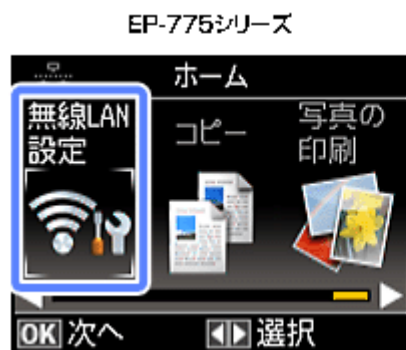 EP-775シリーズ
ホーム
無線LAN
設定
コピー
写真の
印刷
OK 次へ
選択